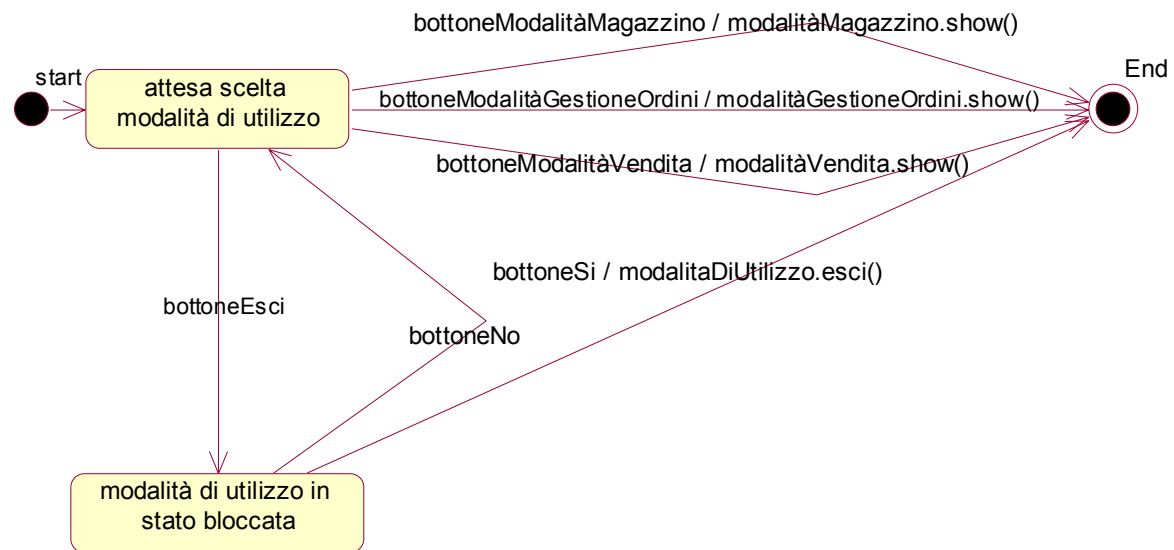 bottoneModalitàMagazzino / modalitàMagazzino.show()
start
End
attesa scelta
modalità di utilizzo
bottoneModalitàGestioneOrdini / modalitàGestioneOrdini.show()
bottoneModalitàVendita / modalitàVendita.show()
bottoneSi / modalitaDiUtilizzo.esci()
bottoneEsci
bottoneNo
modalità di utilizzo in
stato bloccata